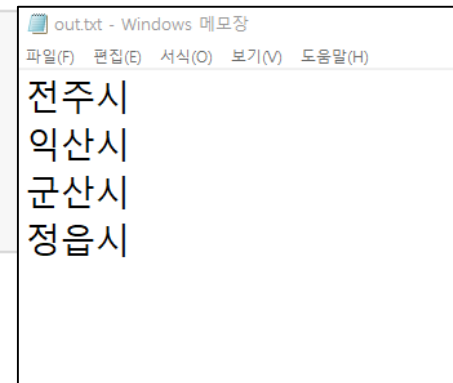 out.txt - Windows 메모장
파일(F) 편집(E) 서식(O) 보기(V) 도움말(H)
전주시
익산시
군산시
정읍시